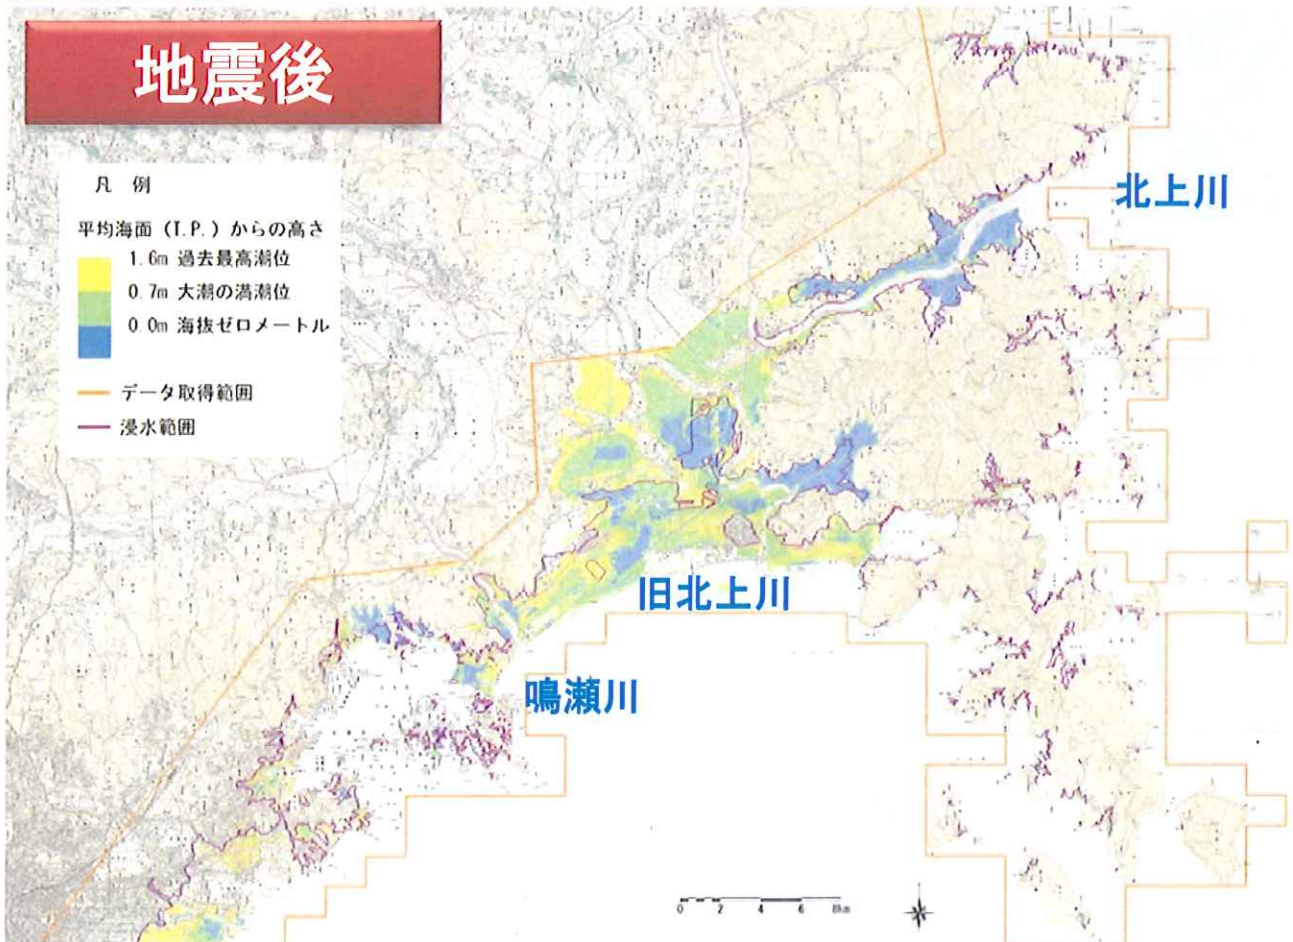 地震後
凡 例
平均海面 (T.P.) からの高さ
1.6m 過去最高潮位
0.7m 大潮の満潮位
0.0m 海抜ゼロメートル
データ取得範囲
浸水範囲
北上川
旧北上川
鳴瀬川
0 2 4 6 8km